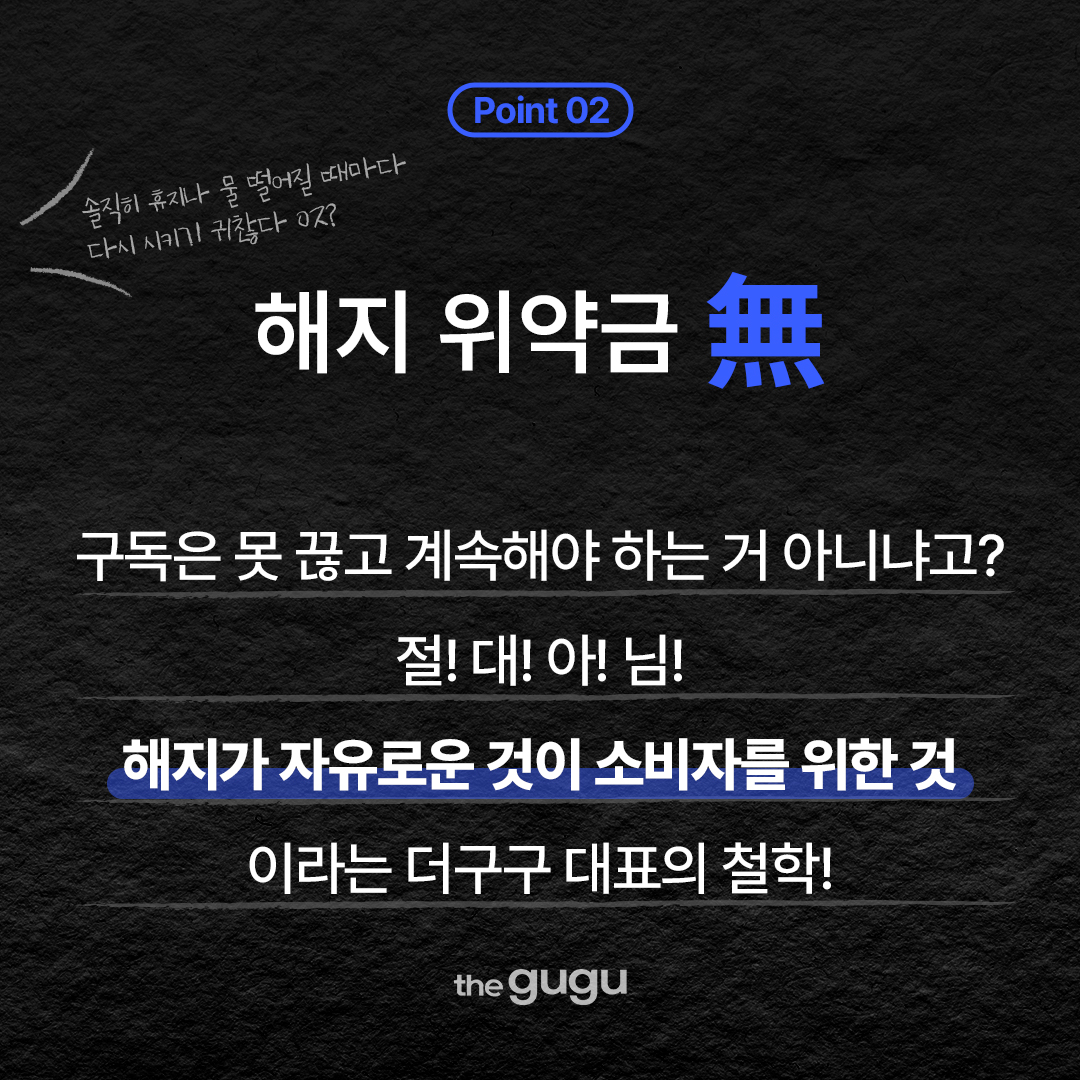 Point 02
솔직히 휴지나 물 떨어질 때마다
다시 시키기 귀찮다 O,X?
해지 위약금 無
구독은 못 끊고 계속해야 하는 거 아니냐고?
절! 대! 아! 님!
해지가 자유로운 것이 소비자를 위한 것
이라는 더구구 대표의 철학!
the gugu